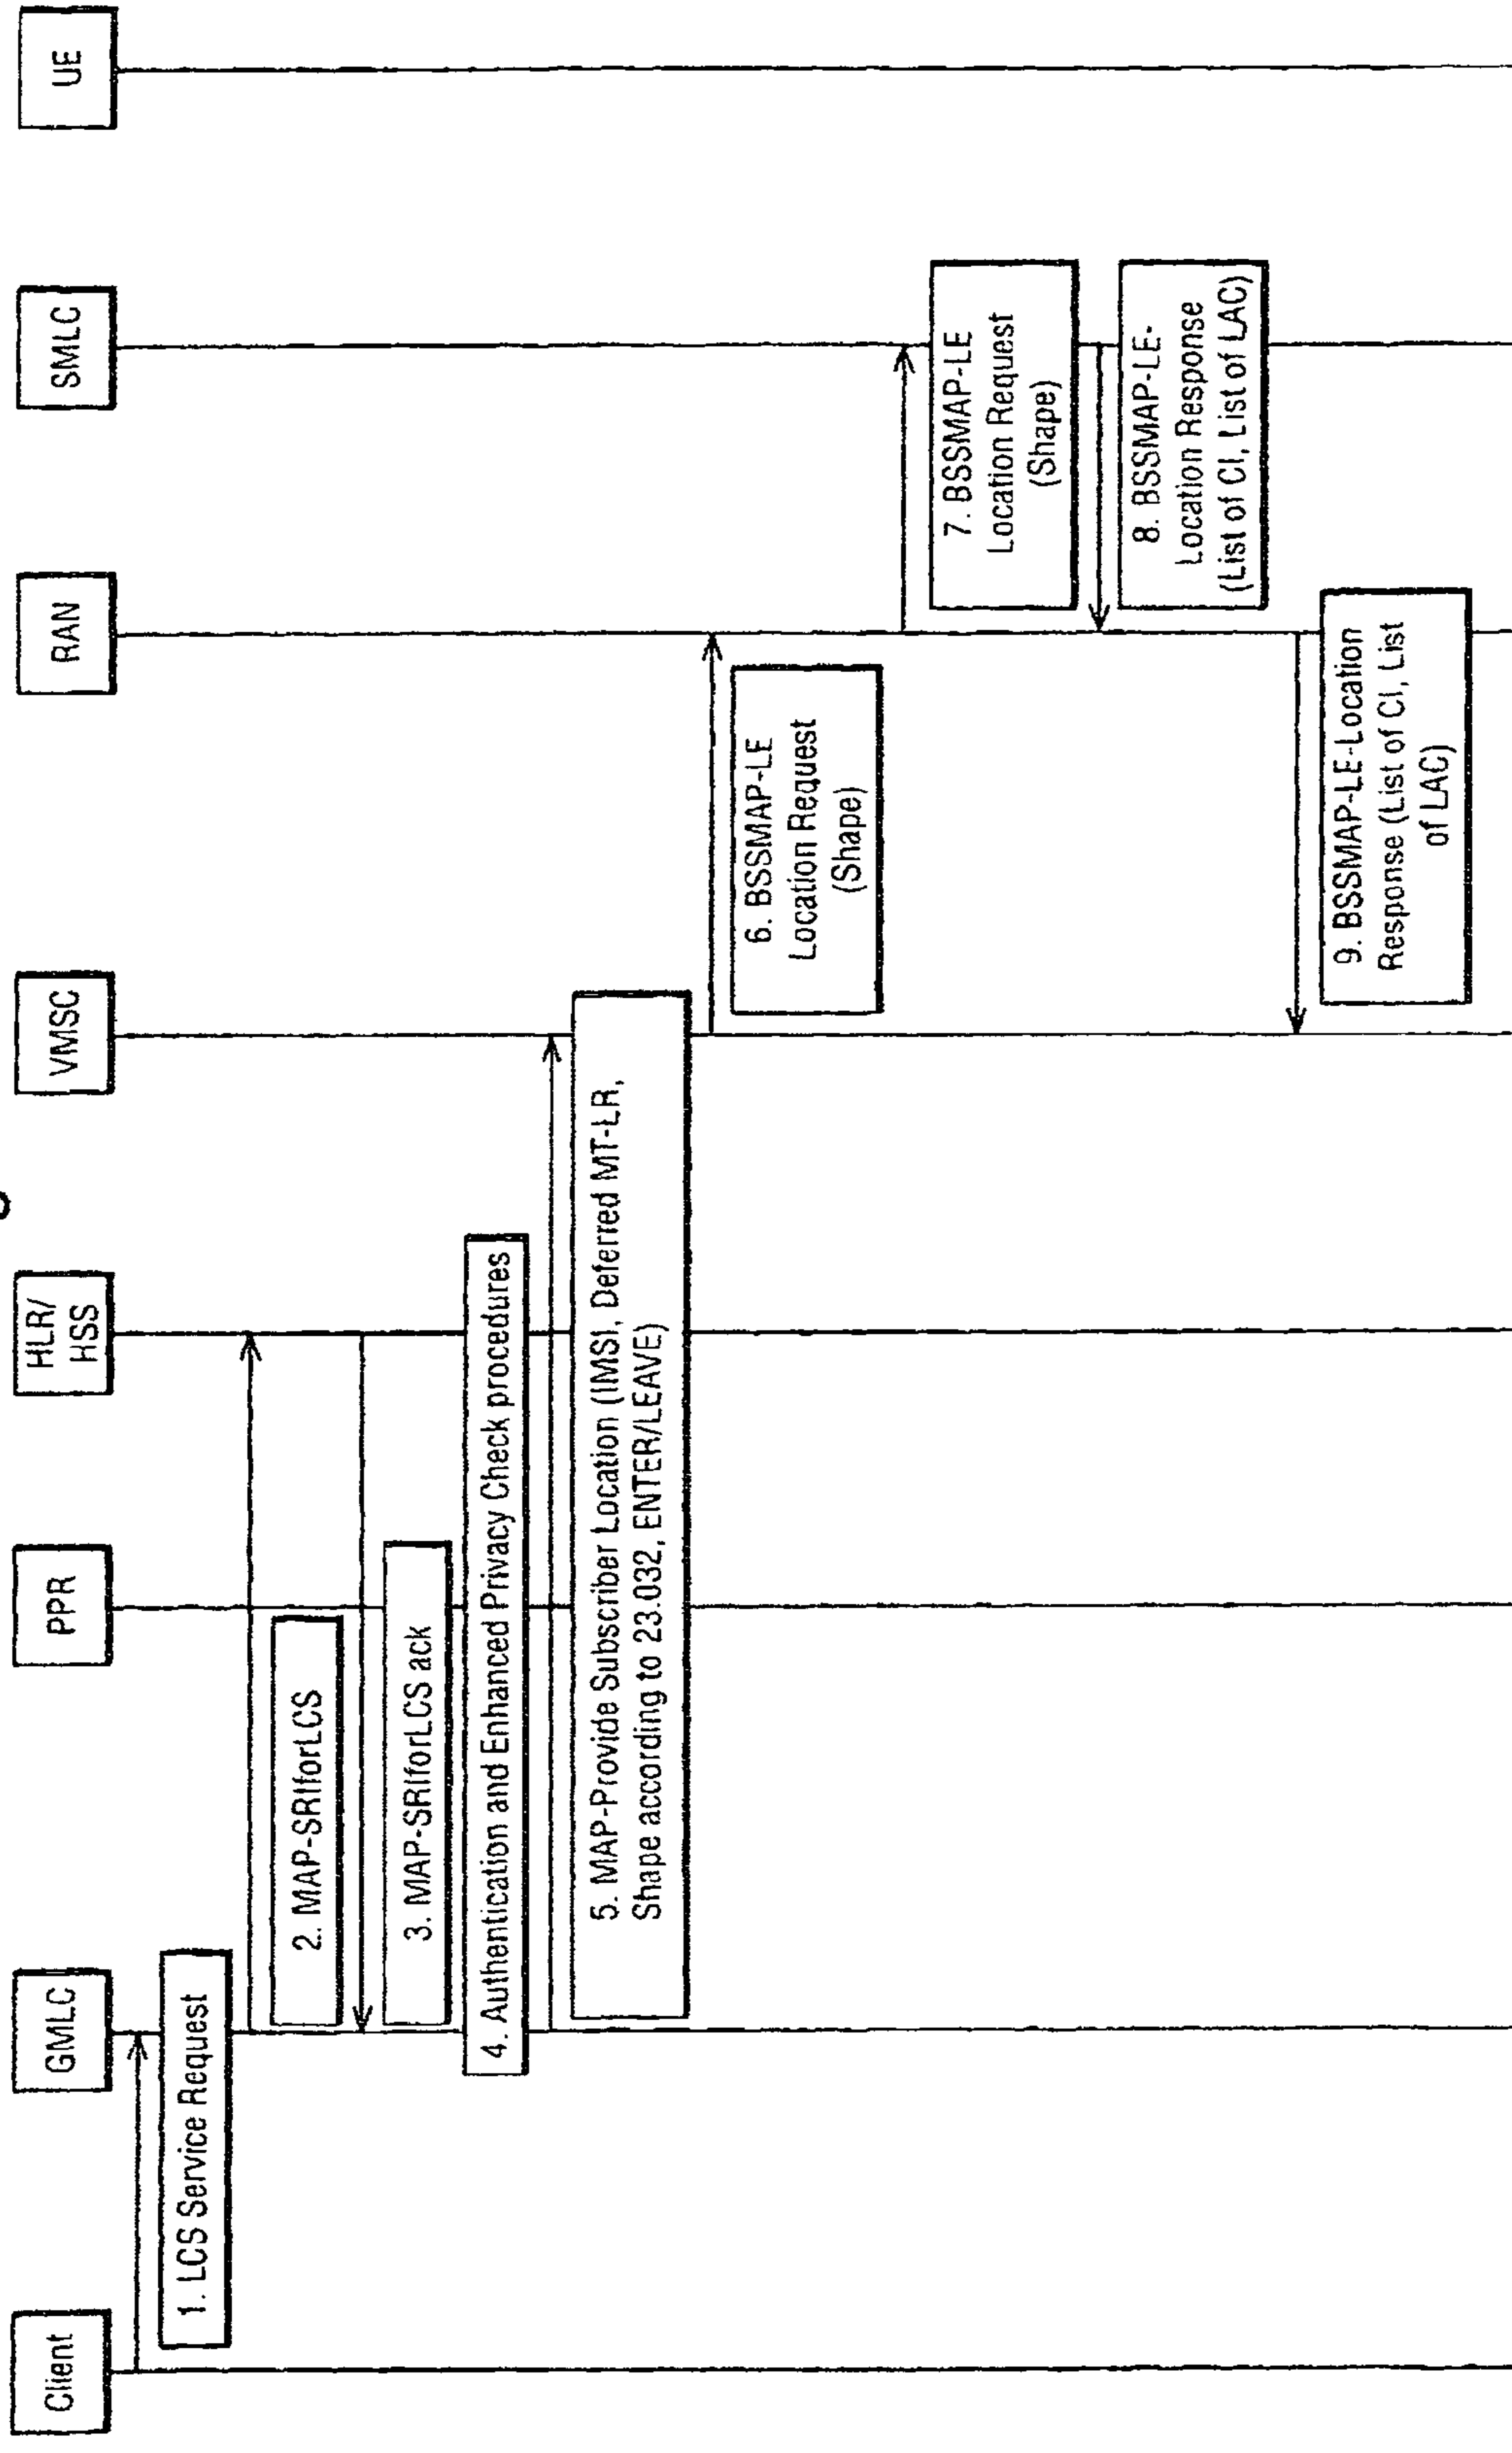 Client
GMLC
PPR
HLR/
HSS
VMSC
RAN
SMLC
UE
1. LCS Service Request
2. MAP-SRIforLCS
3. MAP-SRIforLCS ack
4. Authentication and Enhanced Privacy Check procedures
5. MAP-Provide Subscriber Location (IMSI, Deferred MT-LR,
Shape according to 23.032, ENTER/LEAVE)
6. BSSMAP-LE
Location Request
(Shape)
7. BSSMAP-LE
Location Request
(Shape)
8. BSSMAP-LE-
Location Response
(List of CI, List of LAC)
9. BSSMAP-LE-Location
Response (List of CI, List
of LAC)